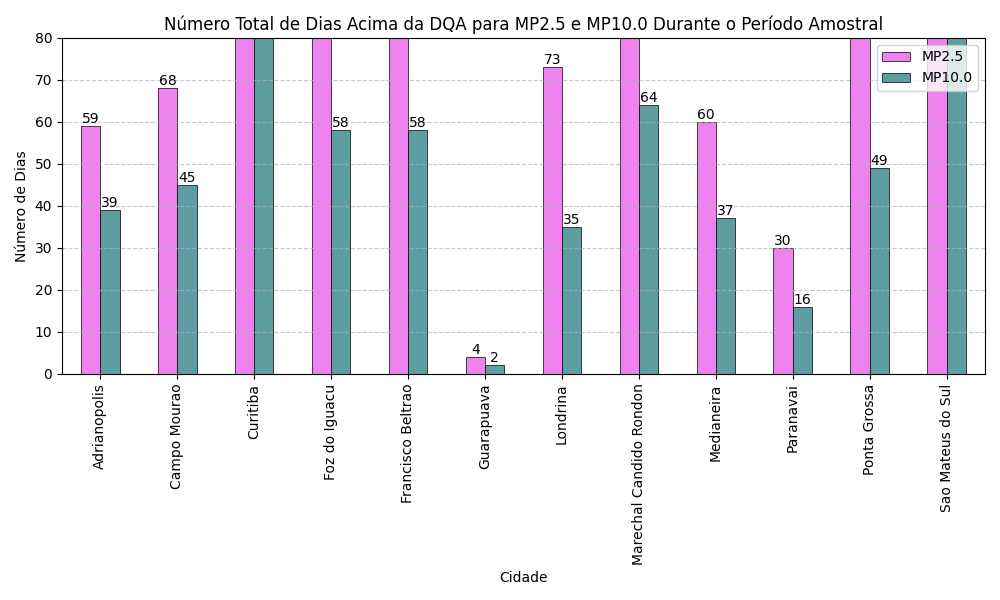 Número Total de Dias Acima da DQA para MP2.5 e MP10.0 Durante o Período Amostral
MP2.5
MP10.0
Número de Dias
80
70
60
50
40
30
20
10
0
59
39
68
45
58
58
4
2
73
35
64
60
37
30
16
49
Adrianopolis
Campo Mourao
Curitiba
Foz do Iguacu
Francisco Beltrao
Guarapuava
Londrina
Marechal Candido Rondon
Medianeira
Paranavai
Ponta Grossa
Sao Mateus do Sul
Cidade